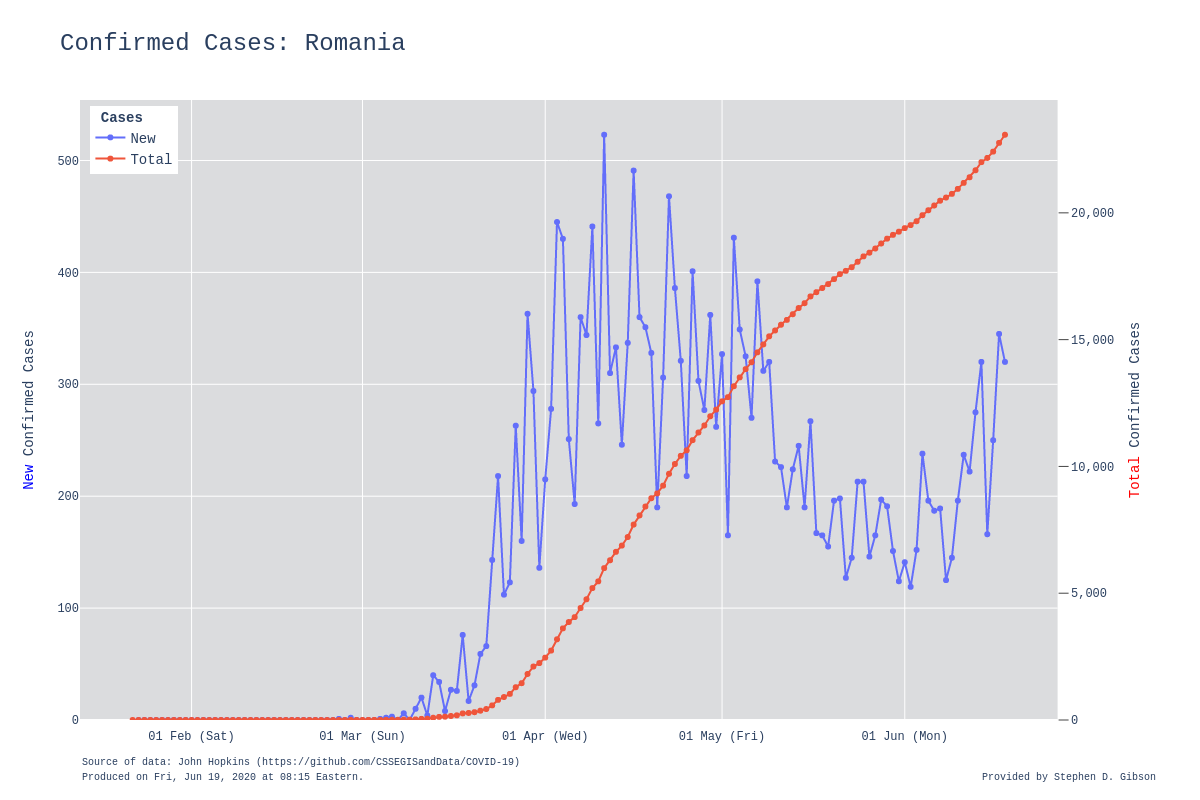 Confirmed Cases: Romania
Cases
New
Total
500
400
300
200
100
0
New Confirmed Cases
20,000
15,000
10,000
5,000
0
Total Confirmed Cases
01 Feb (Sat)
01 Mar (Sun)
01 Apr (Wed)
01 May (Fri)
01 Jun (Mon)
Source of data: John Hopkins (https://github.com/CSSEGISandData/COVID-19)
Produced on Fri, Jun 19, 2020 at 08:15 Eastern.
Provided by Stephen D. Gibson